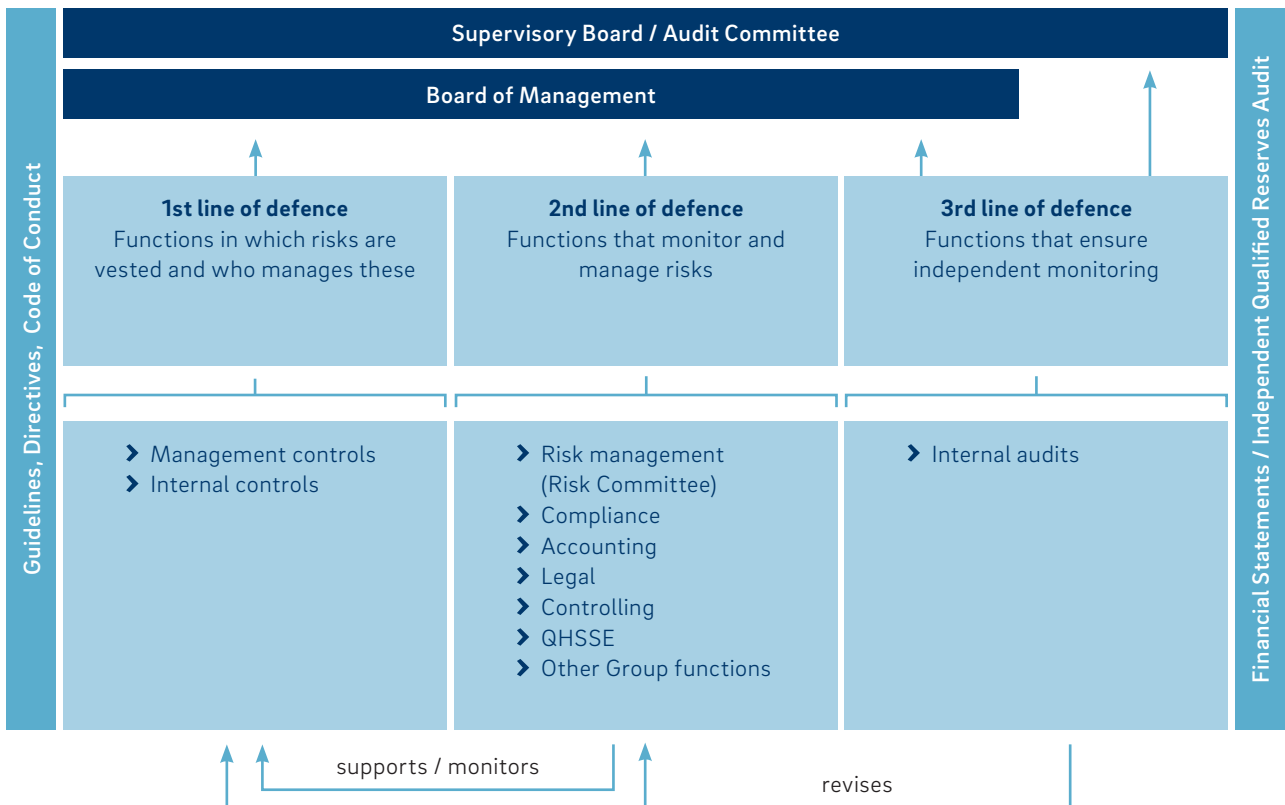 Supervisory Board / Audit Committee
Board of Management
Guidelines, Directives, Code of Conduct
1st line of defence
Functions in which risks are
vested and who manages these
2nd line of defence
Functions that monitor and
manage risks
3rd line of defence
Functions that ensure
independent monitoring
Management controls
Internal controls
Risk management
(Risk Committee)
Compliance
Accounting
Legal
Controlling
QHSSE
Other Group functions
Internal audits
Financial Statements / Independent Qualified Reserves Audit
supports / monitors
revises